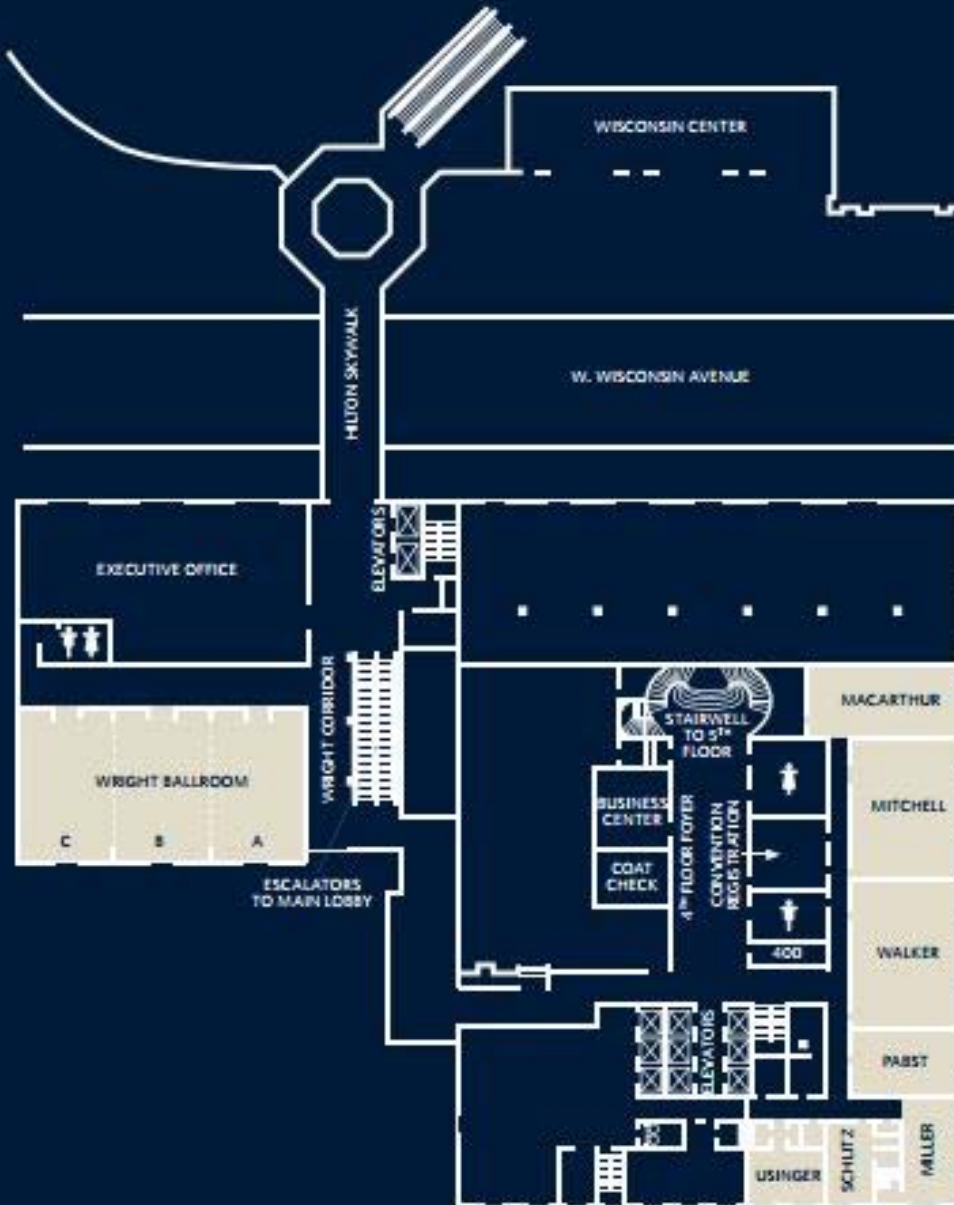 WISCONSIN CENTER
HILTON SKYWALK
W. WISCONSIN AVENUE
ELEVATORS
EXECUTIVE OFFICE
WRIGHT CORRIDOR
MACARTHUR
STAIRWELL
TO 5TH
FLOOR
WRIGHT BALLROOM
C
B
A
BUSINESS
CENTER
MITCHELL
4TH FLOOR FOYER
CONVENTION
REGISTRATION
COAT
CHECK
ESCALATORS
TO MAIN LOBBY
400
WALKER
ELEVATORS
PABST
USINGER
SCHLITZ
MILLER